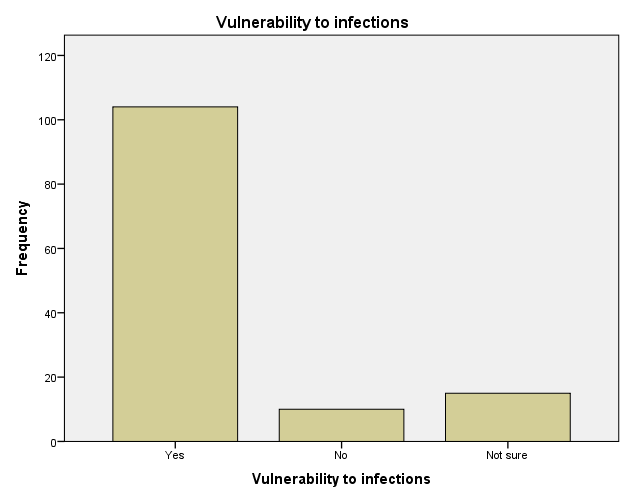 Vulnerability to infections
120
100
80
60
40
20
0
Frequency
Yes No Not sure
Vulnerability to infections